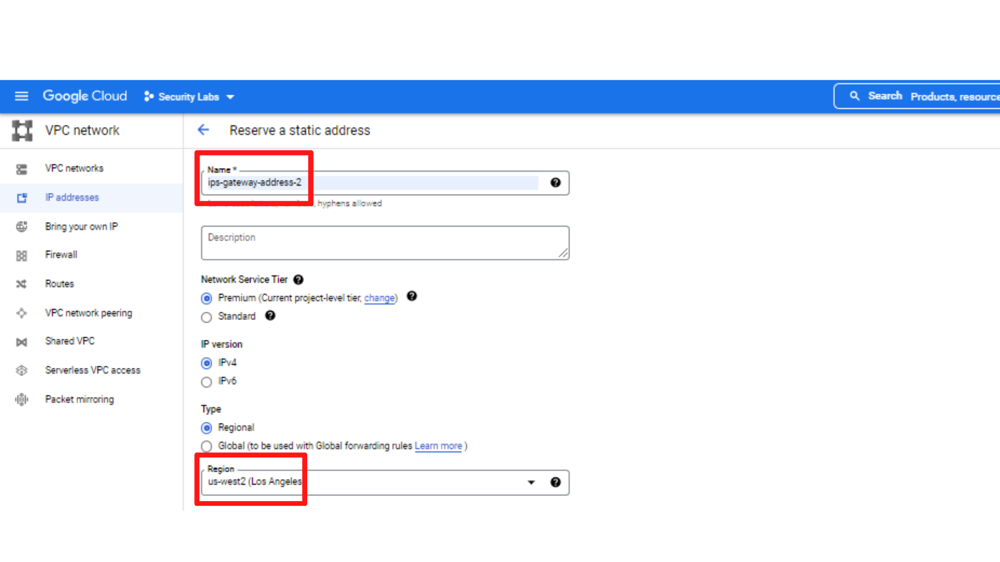 Google Cloud Security Labs Search Products, resource
VPC network
Reserve a static address
VPC networks
IP addresses
Bring your own IP
Firewall
Routes
VPC network peering
Shared VPC
Serverless VPC access
Packet mirroring
Name *
ips-gateway-address-2
hyphens allowed
Description
Network Service Tier
Premium (Current project-level tier, change)
Standard
IP version
IPv4
IPv6
Type
Regional
Global (to be used with Global forwarding rules Learn more )
Region
us-west2 (Los Angeles